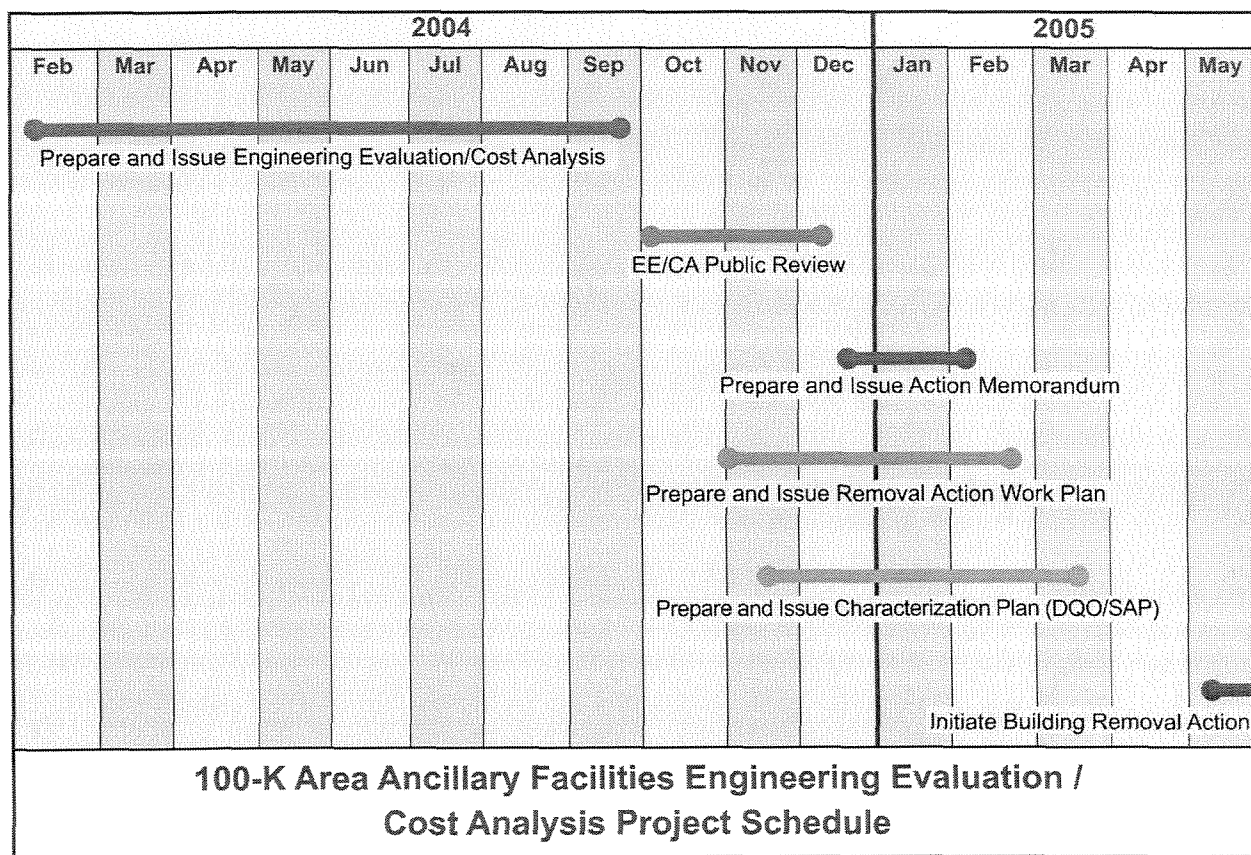 2004 2005
Feb Mar Apr May Jun Jul Aug Sep Oct Nov Dec Jan Feb Mar Apr May
Prepare and Issue Engineering Evaluation/Cost Analysis
EE/CA Public Review
Prepare and Issue Action Memorandum
Prepare and Issue Removal Action Work Plan
Prepare and Issue Characterization Plan (DQO/SAP)
Initiate Building Removal Action
100-K Area Ancillary Facilities Engineering Evaluation /
Cost Analysis Project Schedule